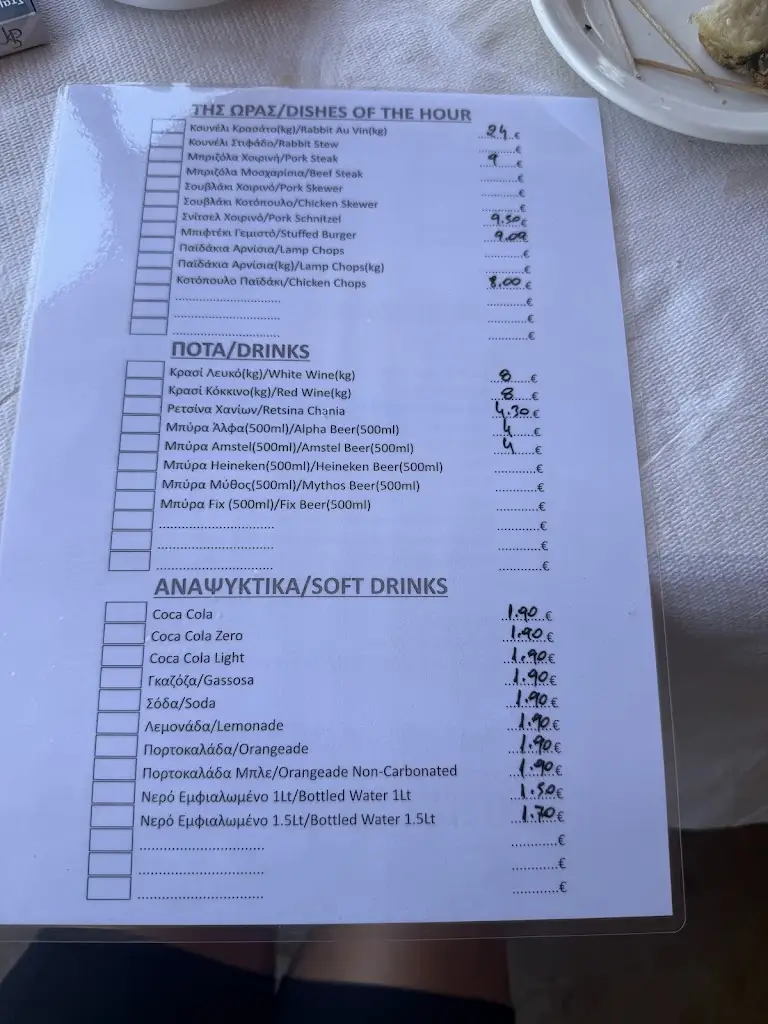 ΤΗΣ ΩΡΑΣ/DISHES OF THE HOUR
Κουνέλι Κρασάτο(kg)/Rabbit Au Vin(kg) 24 €
Κουνέλι Στιφάδο/Rabbit Stew ........€
Μπριζόλα Χοιρινή/Pork Steak 9 €
Μπριζόλα Μοσχαρίσια/Beef Steak ........€
Σουβλάκι Χοιρινό/Pork Skewer ........€
Σουβλάκι Κοτόπουλο/Chicken Skewer ........€
Σνίτσελ Χοιρινό/Pork Schnitzel 9.50 €
Μπιφτέκι Γεμιστό/Stuffed Burger 9.00 €
Παϊδάκια Αρνίσια/Lamp Chops ........€
Παϊδάκια Αρνίσια(kg)/Lamp Chops(kg) ........€
Κοτόπουλο Παϊδάκι/Chicken Chops 8.00 €
........................ ........€
........................ ........€
........................ ........€
ΠΟΤΑ/DRINKS
Κρασί Λευκό(kg)/White Wine(kg) 8 €
Κρασί Κόκκινο(kg)/Red Wine(kg) 8 €
Ρετσίνα Χανίων/Retsina Chania 4.30 €
Μπύρα Άλφα(500ml)/Alpha Beer(500ml) 4 €
Μπύρα Amstel(500ml)/Amstel Beer(500ml) 4 €
Μπύρα Heineken(500ml)/Heineken Beer(500ml) ........€
Μπύρα Μύθος(500ml)/Mythos Beer(500ml) ........€
Μπύρα Fix (500ml)/Fix Beer(500ml) ........€
........................ ........€
........................ ........€
........................ ........€
ΑΝΑΨΥΚΤΙΚΑ/SOFT DRINKS
Coca Cola 1.90 €
Coca Cola Zero 1.90 €
Coca Cola Light 1.90 €
Γκαζόζα/Gassosa 1.90 €
Σόδα/Soda 1.90 €
Λεμονάδα/Lemonade 1.90 €
Πορτοκαλάδα/Orangeade 1.90 €
Πορτοκαλάδα Μπλε/Orangeade Non-Carbonated 1.90 €
Νερό Εμφιαλωμένο 1Lt/Bottled Water 1Lt 1.50 €
Νερό Εμφιαλωμένο 1.5Lt/Bottled Water 1.5Lt 1.70 €
........................ ........€
........................ ........€
........................ ........€